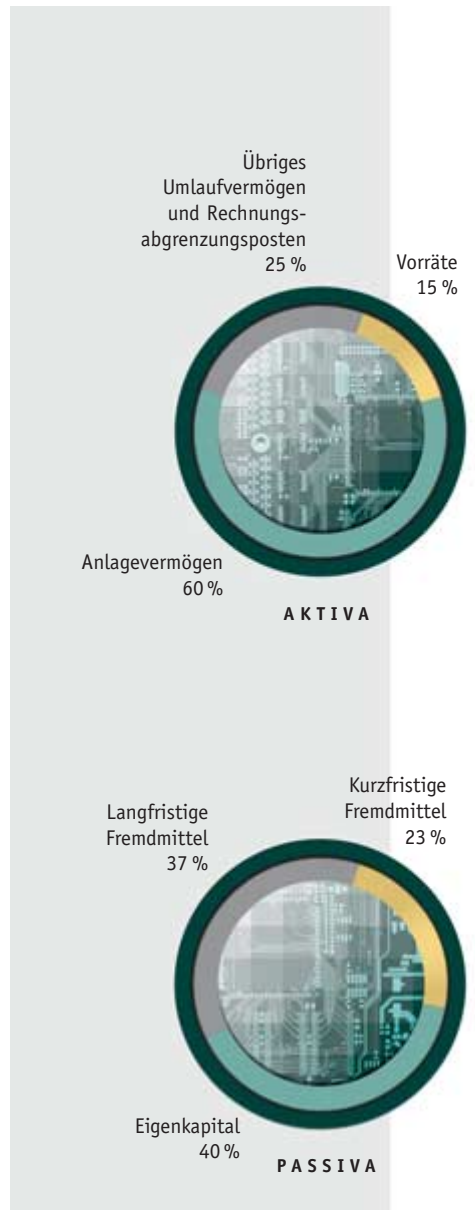 Übriges
Umlaufvermögen
und Rechnungs-
abgrenzungsposten
25 %
Vorräte
15 %
Anlagevermögen
60 %
AKTIVA
Langfristige
Fremdmittel
37 %
Kurzfristige
Fremdmittel
23 %
Eigenkapital
40 %
PASSIVA